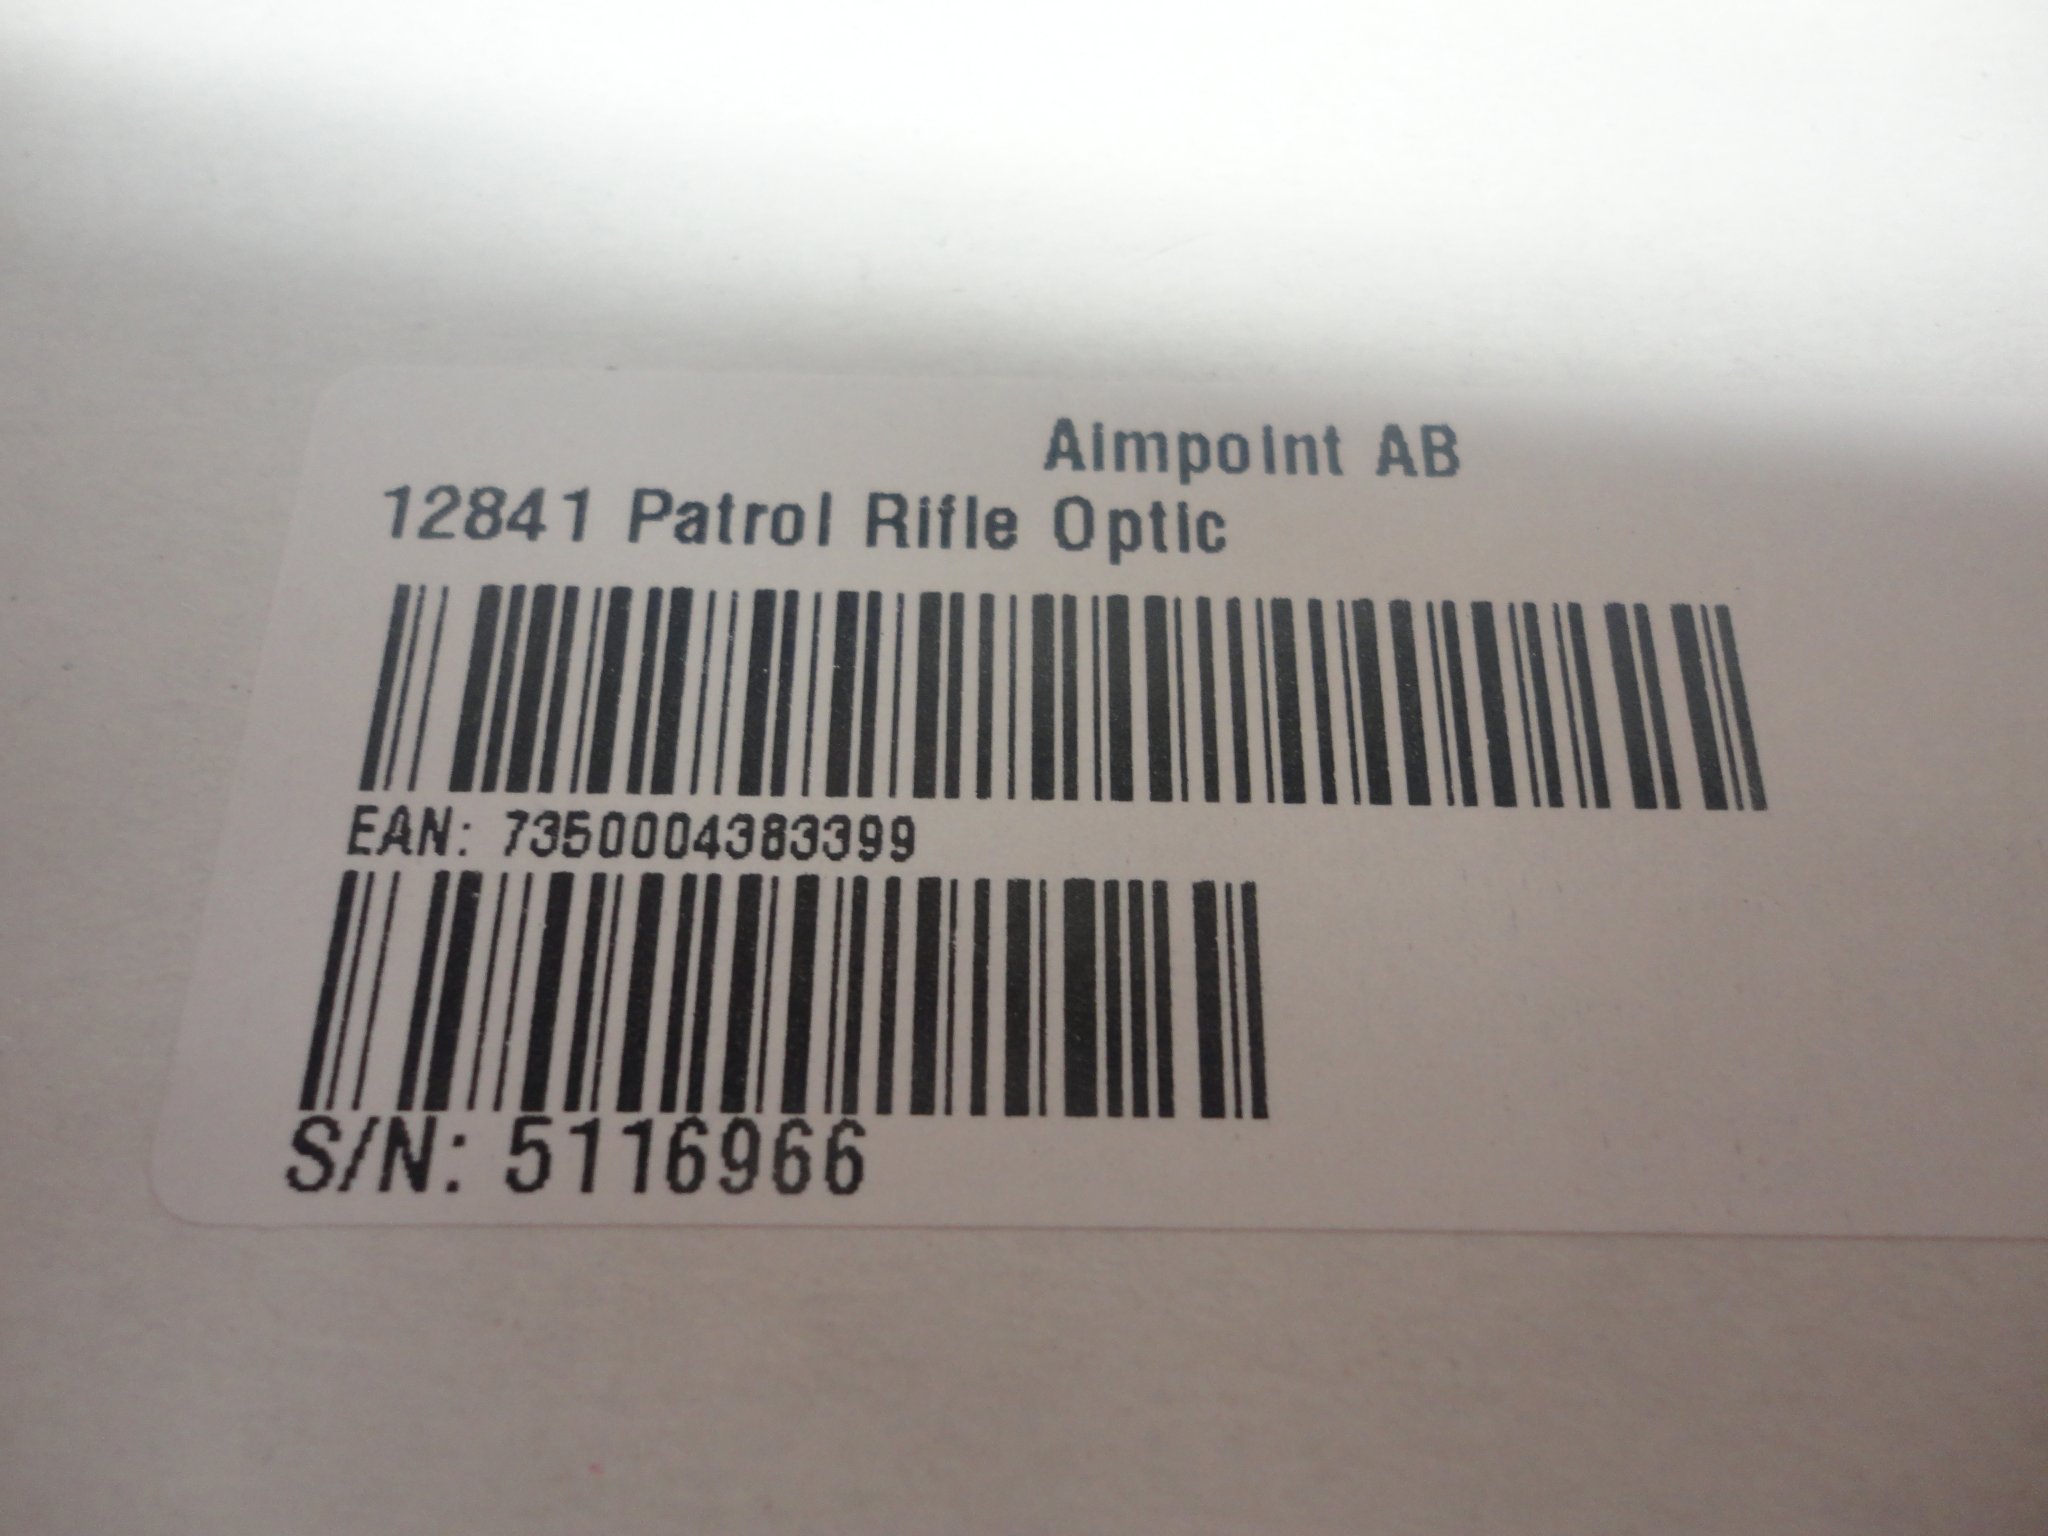 Aimpoint AB
12841 Patrol Rifle Optic
EAN: 7350004383399
S/N: 5116966